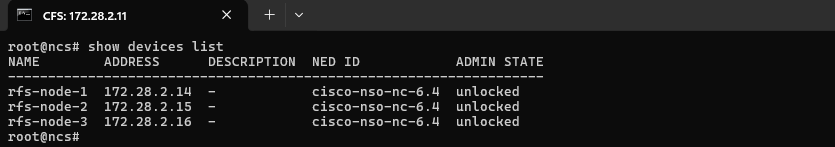 CFS: 172.28.2.11
root@ncs# show devices list
NAME        ADDRESS      DESCRIPTION  NED ID             ADMIN STATE
-------------------------------------------------------------------
rfs-node-1  172.28.2.14  -            cisco-nso-nc-6.4  unlocked
rfs-node-2  172.28.2.15  -            cisco-nso-nc-6.4  unlocked
rfs-node-3  172.28.2.16  -            cisco-nso-nc-6.4  unlocked
root@ncs#